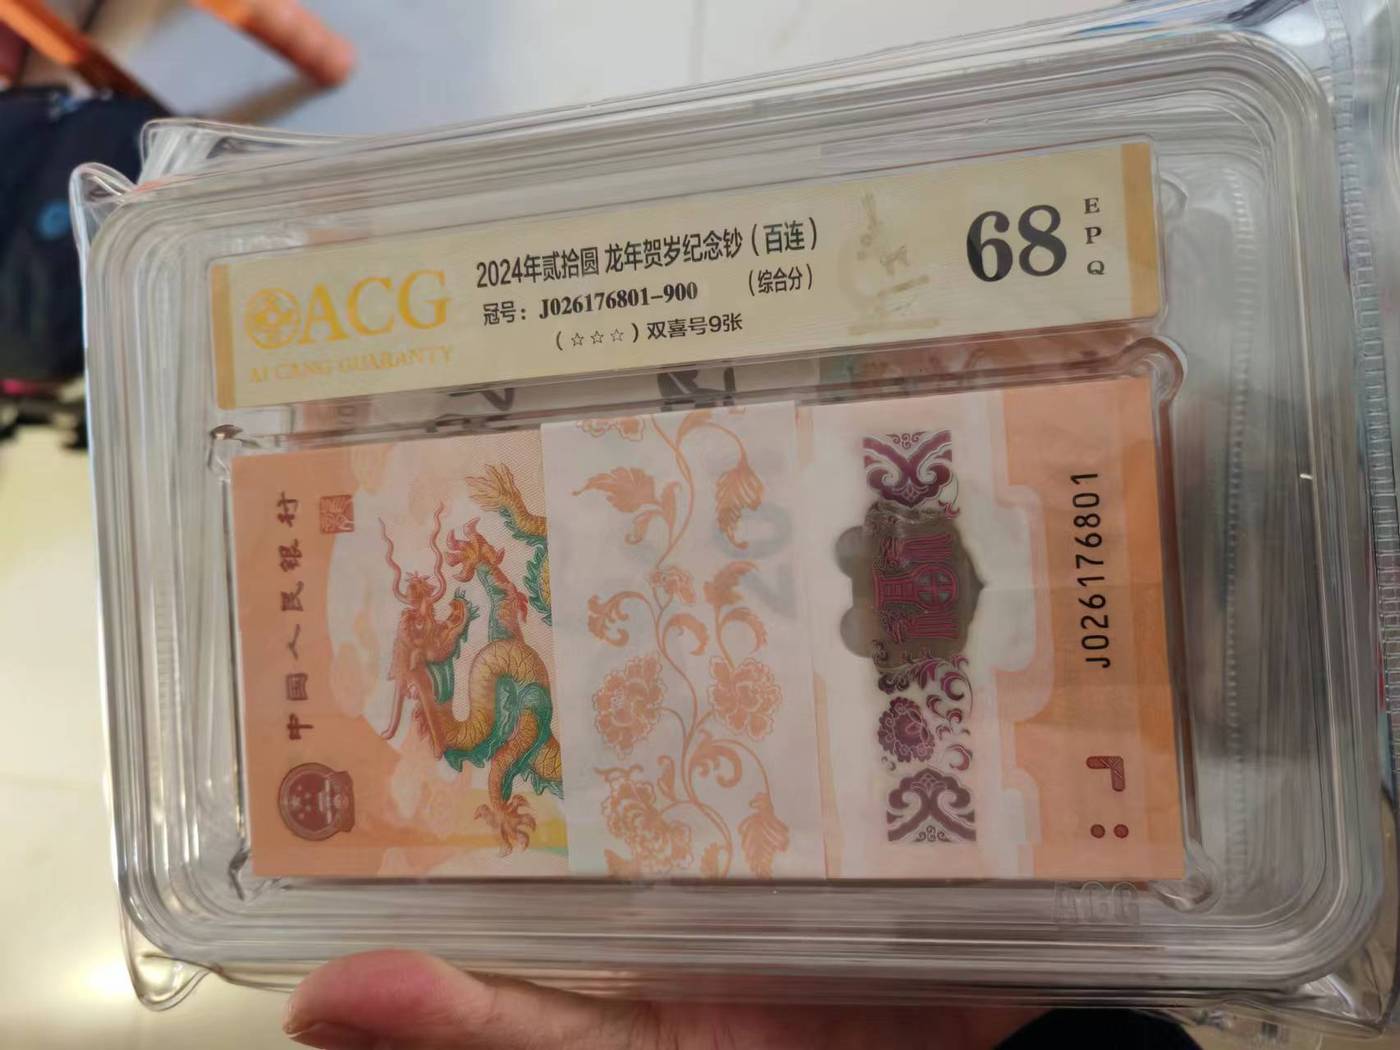 ACG
AI CANG GUARANTY
2024年贰拾圆 龙年贺岁纪念钞（百连）
冠号：J026176801-900 （综合分）
（☆☆☆）双喜号9张
68
EPQ
中国人民银行
福
J026176801
ACG